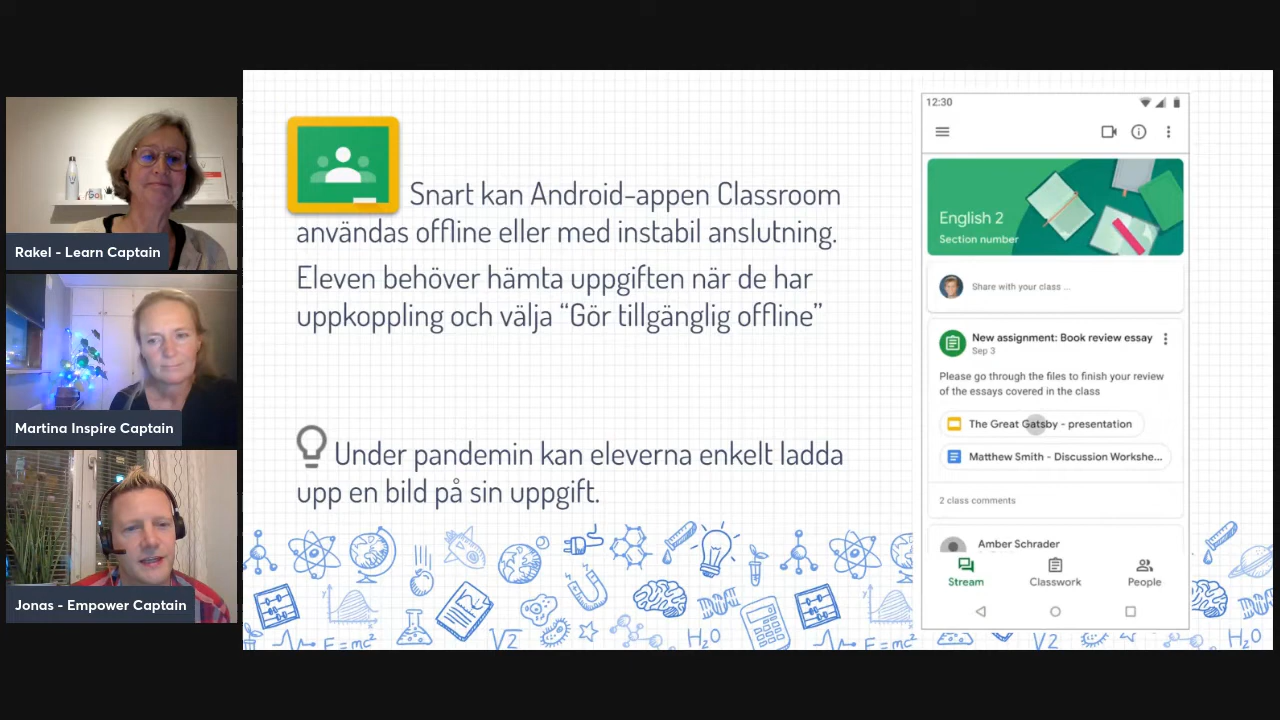 Rakel - Learn Captain
Martina Inspire Captain
Jonas - Empower Captain
Snart kan Android-appen Classroom
användas offline eller med instabil anslutning.
Eleven behöver hämta uppgiften när de har
uppkoppling och välja “Gör tillgänglig offline”
Under pandemin kan eleverna enkelt ladda
upp en bild på sin uppgift.
12:30
English 2
Section number
Share with your class ...
New assignment: Book review essay
Sep 3
Please go through the files to finish your review
of the essays covered in the class
The Great Gatsby - presentation
Matthew Smith - Discussion Workshe...
2 class comments
Amber Schrader
Stream
Classwork
People
E=mc²
√2
H₂O
E=mc²
√2
H₂O